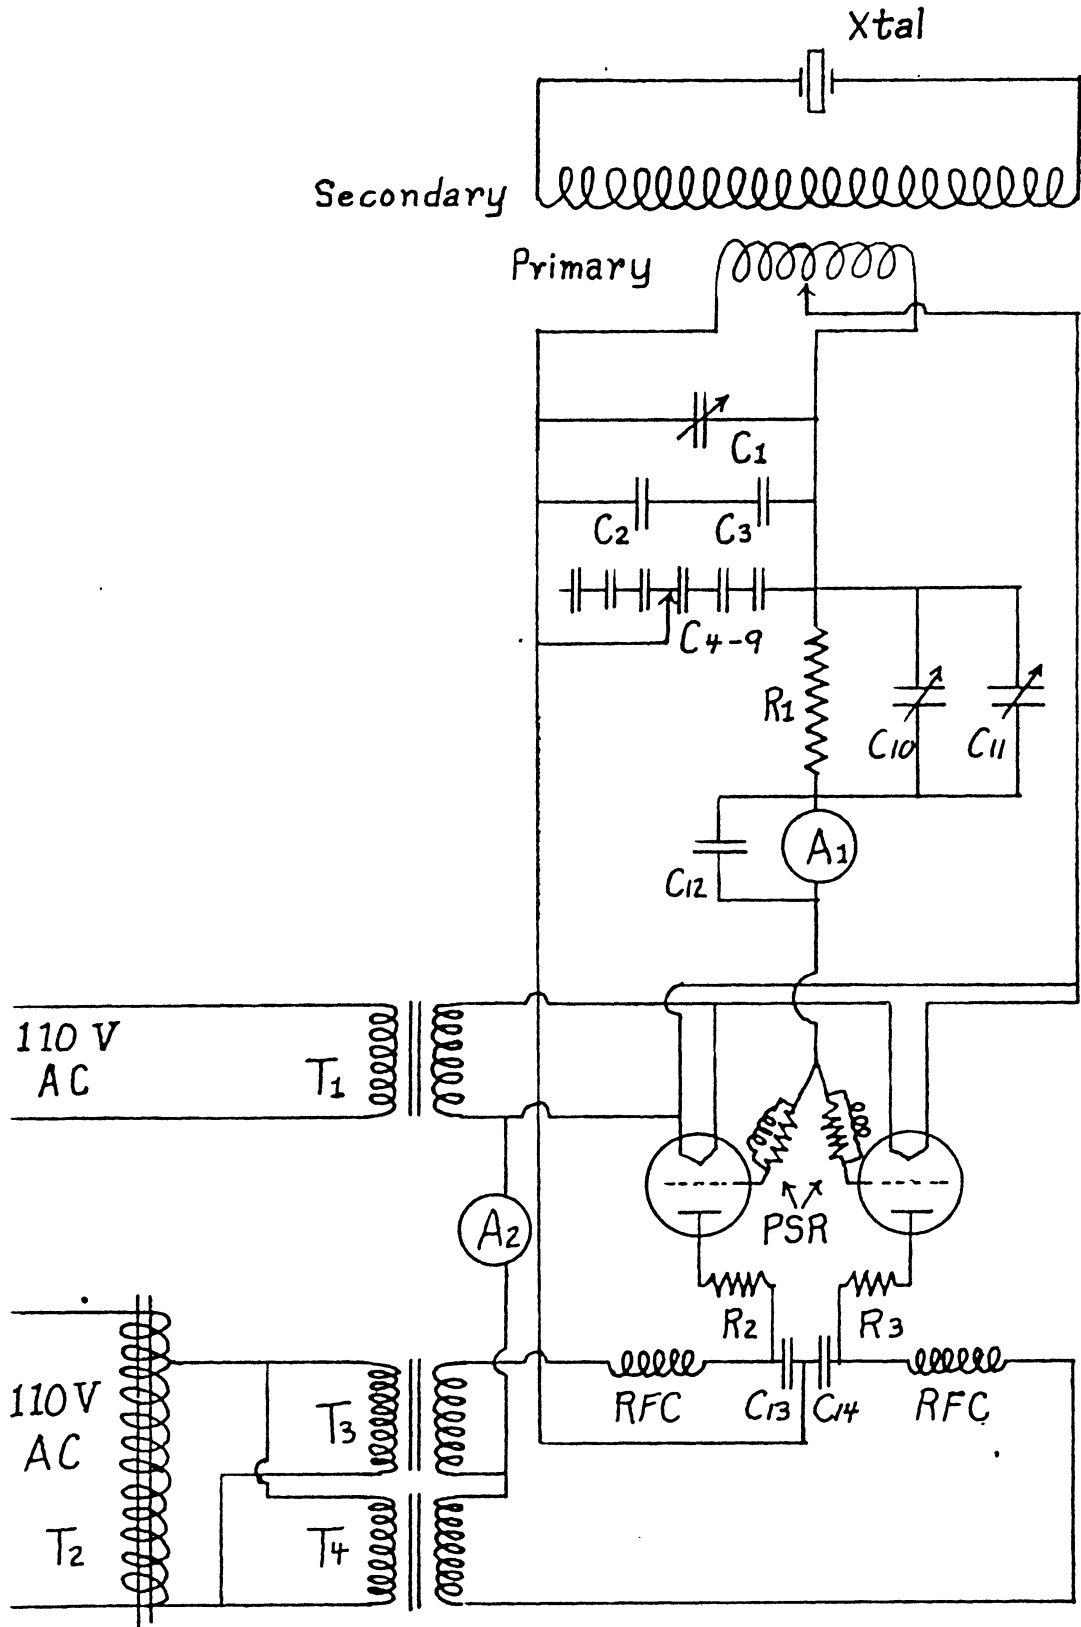 Xtal
Secondary
Primary
C1
C2
C3
C4-9
R1
C10
C11
A1
C12
110 V
AC
T1
PSR
A2
R2
R3
110V
AC
T3
RFC
C13
C14
RFC
T2
T4